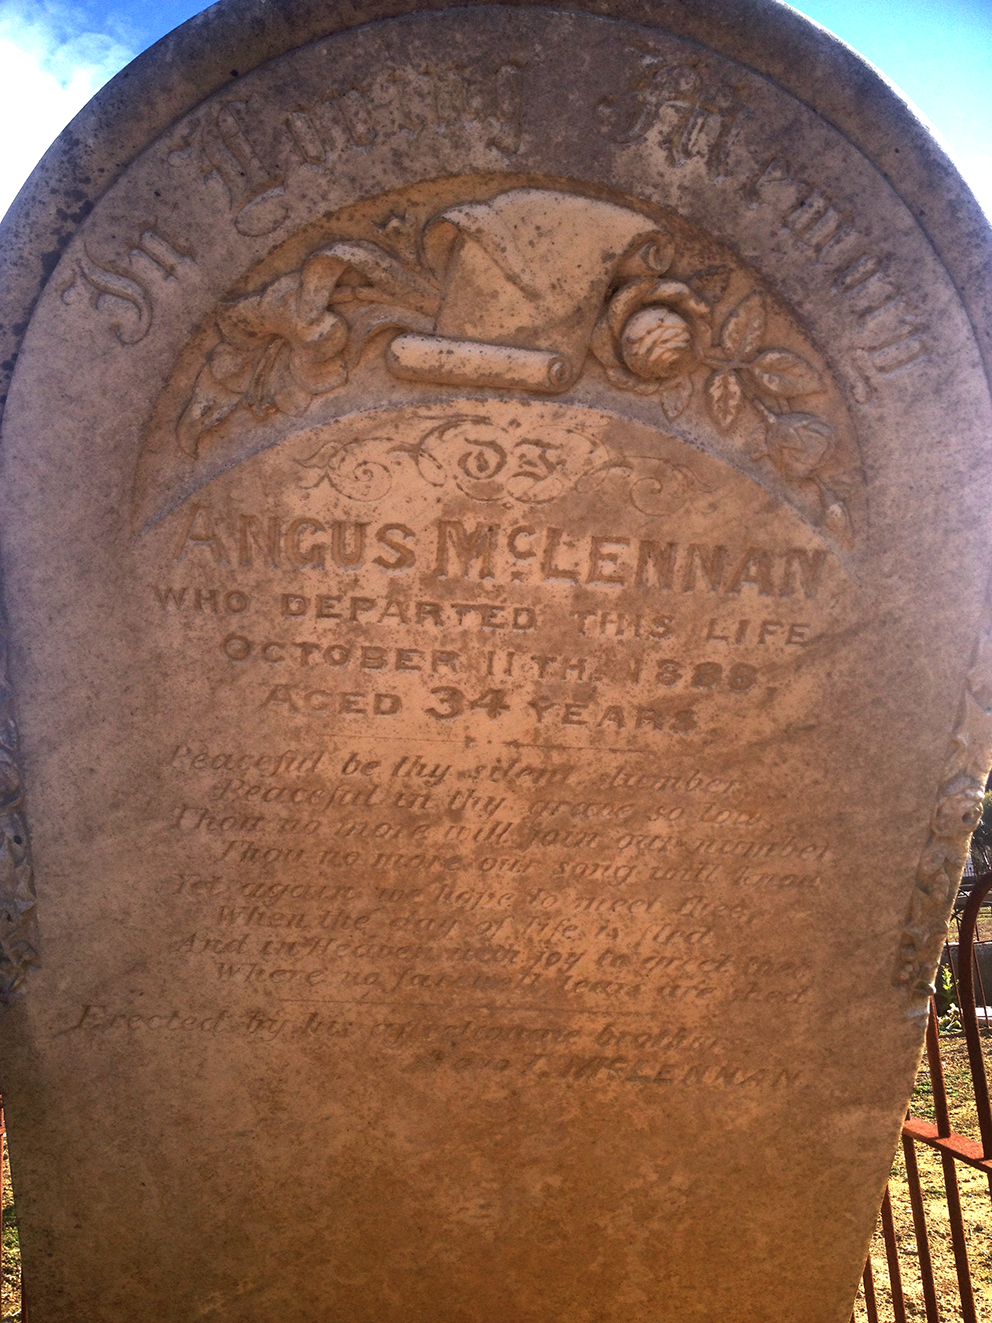 In Loving Memory
OF
ANGUS McLENNAN
WHO DEPARTED THIS LIFE
OCTOBER 11TH. 1888,
AGED 34 YEARS
Peaceful be thy silent slumber
Peaceful in thy grave so low,
Thou no more will join our number
Thou no more our song will know
Yet again we hope to meet thee
When the day of life is fled
And in Heaven with joy to greet thee
Where no farewell tears are shed
Erected by his affectionate brother
McLENNAN